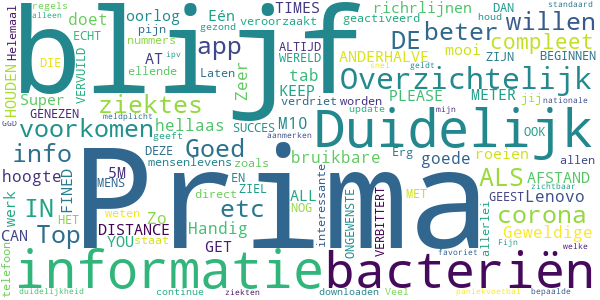 blijf
Prima
Duidelijk
informatie
bacteriën
Overzichtelijk
regels
alleen
oorlog
Eén
TIMES
richrlijnen
DAN
houd
standaard
doet
veroorzaakt
geactiveerd
Helemaal
ECHT
pijn
nummers
ALTIJD
DE
beter
willen
HOUDEN
DIE
VERVUILD
app
ANDERHALVE
compleet
AT
gezond
ipv
WERELD
mooi
ZIJN
BEGINNEN
Super
ellende
Zeer
Laten
tab
KEEP
GENEZEN
ziektes
verdriet
worden
snel
geldt
nationale
meldplicht
update
mijn
geeft
SUCCES
M10
PLEASE
METER
jij
voorkomen
hellaas
aanmerken
OOK
info
DEZE
mensenlevens
Goed
bruikbare
Erg
goede
roeien
allen
hoogte
5M
EN
zoals
ALS
AFSTAND
MENS
FINED
etc
ZIEL
direct
ALL
interessante
ONGEWENSTE
VERBITTERT
MET
GEEST
Lenovo
zichtbaar
werk
IN
HET
weten
Zo
NOG
allerlei
corona
CAN
Top
DISTANCE
Handig
Geweldige
YOU
staat
GET
telefoon
favoriet
welke
Fijn
duidelijkheid
continue
ziekten
downloaden
Veel
paniekvoetbal
bepaalde